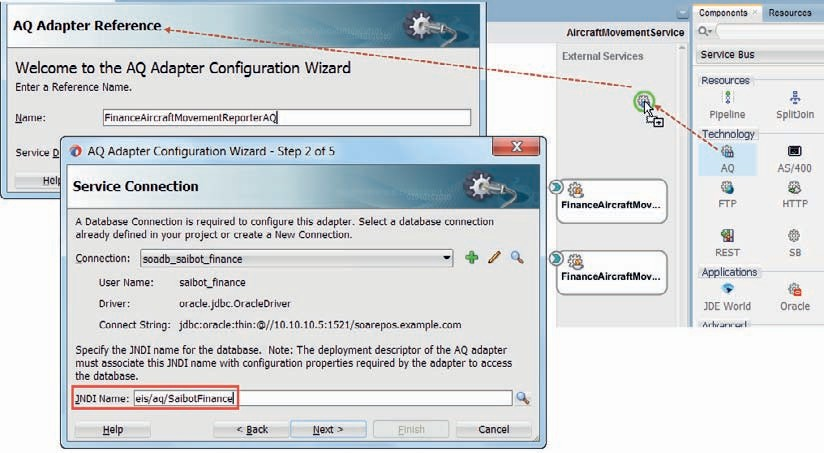 AQ Adapter Reference
Welcome to the AQ Adapter Configuration Wizard
Enter a Reference Name.
Name: FinanceAircraftMovementReporterAQ
Service D
Help
AQ Adapter Configuration Wizard - Step 2 of 5
X
Service Connection
A Database Connection is required to configure this adapter. Select a database connection
already defined in your project or create a New Connection.
Connection: soadb_saibot_finance
User Name: saibot_finance
Driver: oracle.jdbc.OracleDriver
Connect String: jdbc:oracle:thin:@//10.10.10.5:1521/soarepos.example.com
Specify the JNDI name for the database. Note: The deployment descriptor of the AQ adapter
must associate this JNDI name with configuration properties required by the adapter to access
the database.
JNDI Name: eis/aq/SaibotFinance
Help < Back Next > Finish Cancel
AircraftMovementService
External Services
FinanceAircraftMov...
FinanceAircraftMov...
Components Resources
Service Bus
Resources
Pipeline SplitJoin
Technology
AQ AS/400
FTP HTTP
REST SB
Applications
JDE World Oracle
Advanced